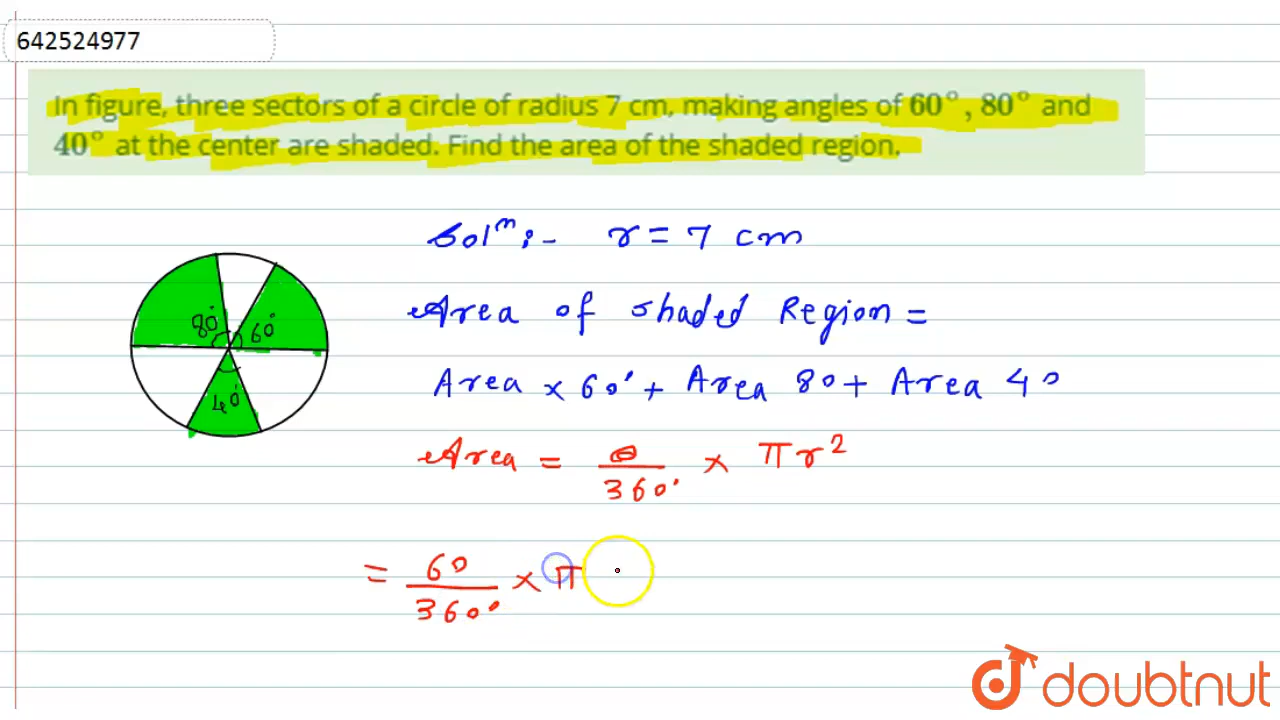 642524977
In figure, three sectors of a circle of radius 7 cm, making angles of 60°, 80° and
40° at the center are shaded. Find the area of the shaded region.
Solⁿ:- r = 7 cm
Area of shaded Region =
80° 60°
Area × 60° + Area 80 + Area 40
40°
Area = θ/360° × πr²
= 60/360° × π
doubtnut